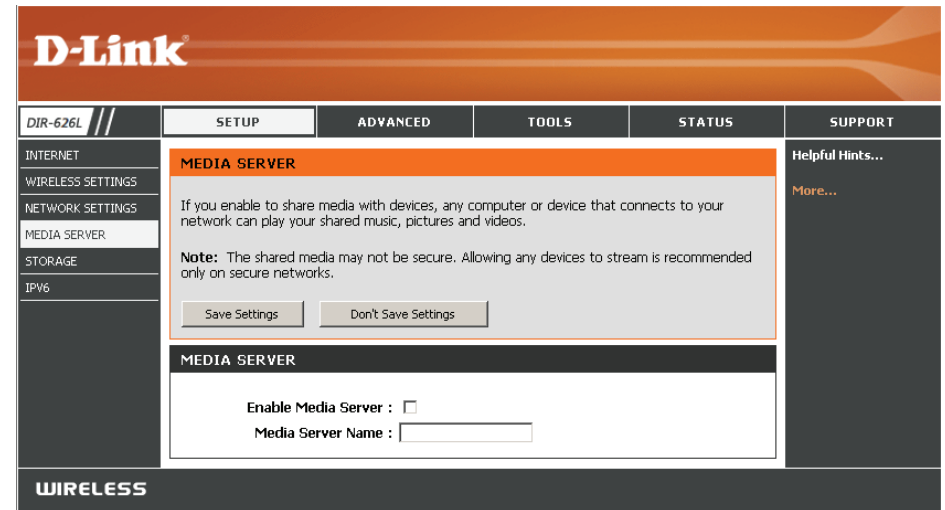 D-Link®
DIR-626L
SETUP
ADVANCED
TOOLS
STATUS
SUPPORT
INTERNET
WIRELESS SETTINGS
NETWORK SETTINGS
MEDIA SERVER
STORAGE
IPV6
MEDIA SERVER
If you enable to share media with devices, any computer or device that connects to your
network can play your shared music, pictures and videos.
Note: The shared media may not be secure. Allowing any devices to stream is recommended
only on secure networks.
Save Settings
Don't Save Settings
MEDIA SERVER
Enable Media Server :
Media Server Name :
Helpful Hints...
More...
WIRELESS